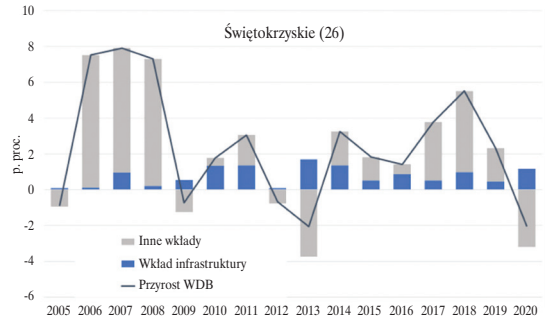 Świętokrzyskie (26)
10
8
6
4
2
0
-2
-4
-6
p. proc.
Inne wkłady
Wkład infrastruktury
Przyrost WDB
2005 2006 2007 2008 2009 2010 2011 2012 2013 2014 2015 2016 2017 2018 2019 2020